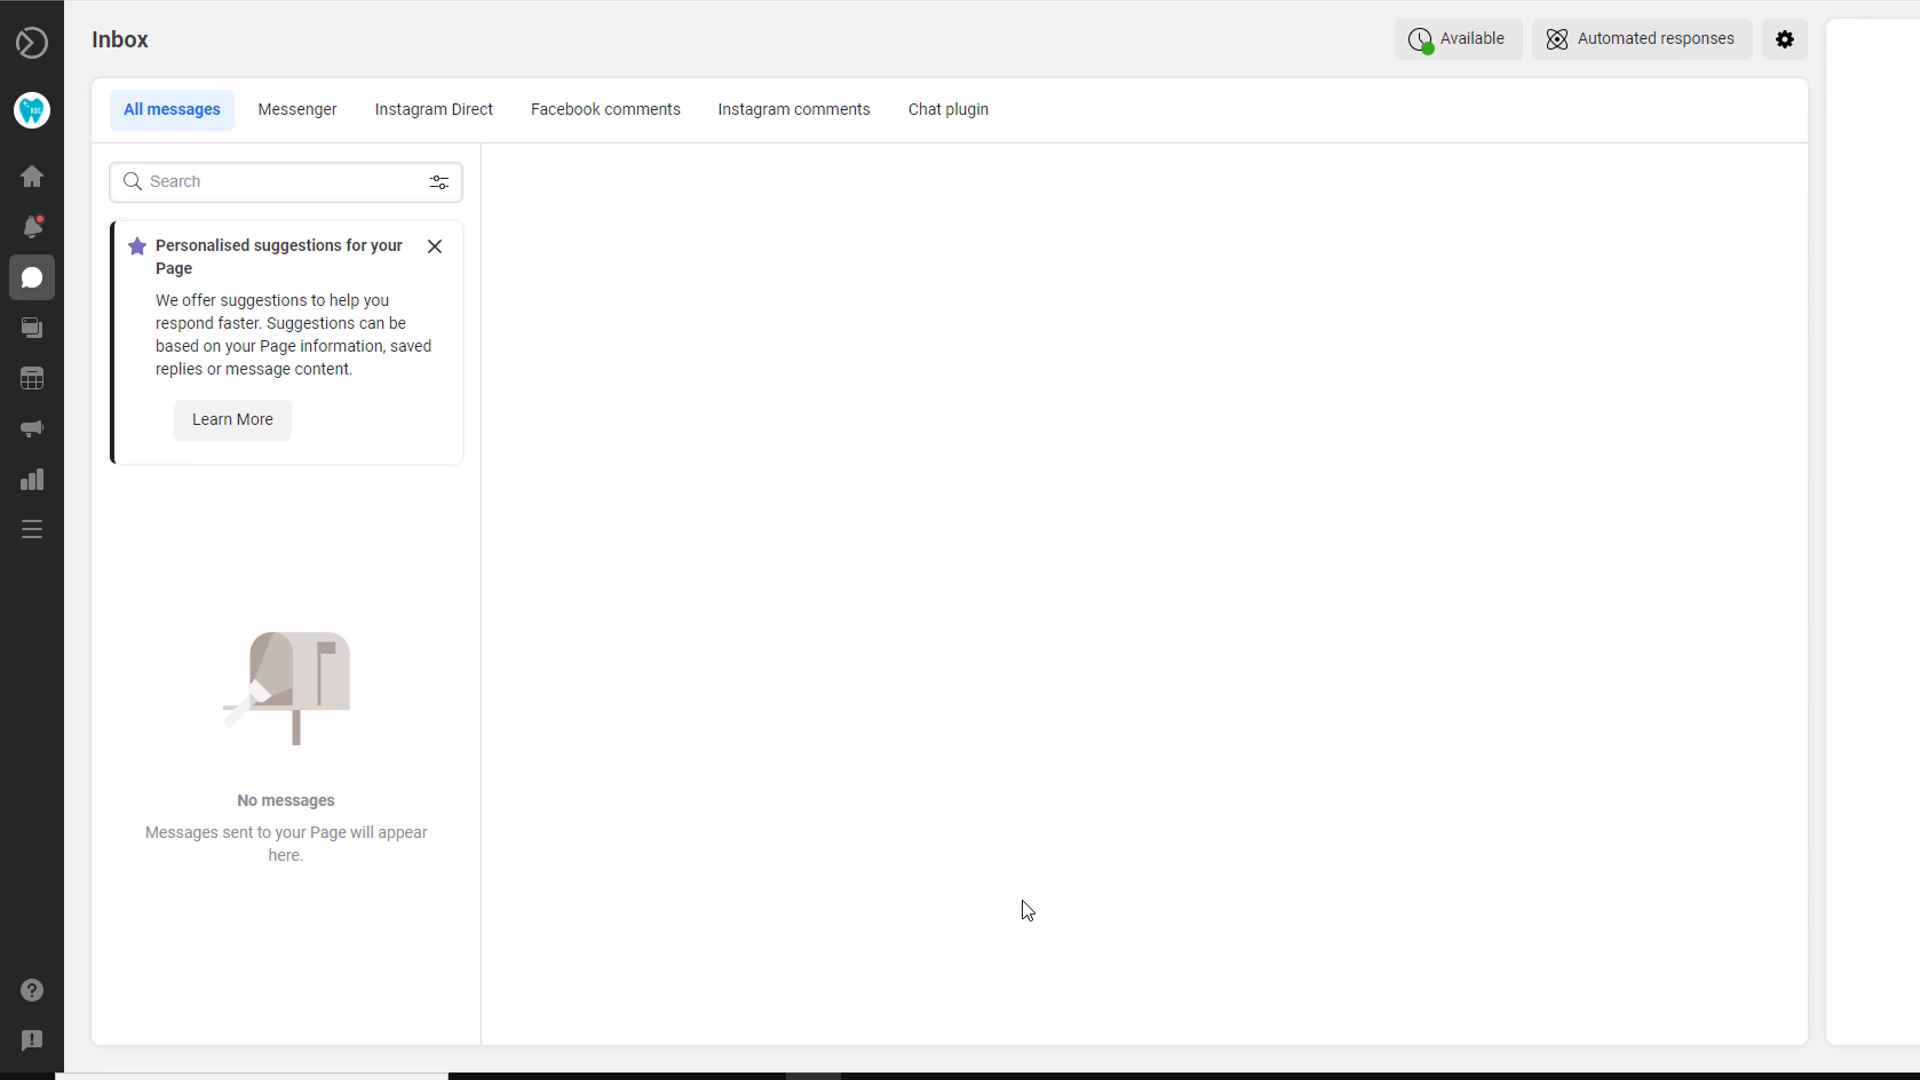 Inbox
Available
Automated responses
All messages
Messenger
Instagram Direct
Facebook comments
Instagram comments
Chat plugin
Search
Personalised suggestions for your
Page
We offer suggestions to help you
respond faster. Suggestions can be
based on your Page information, saved
replies or message content.
Learn More
No messages
Messages sent to your Page will appear
here.